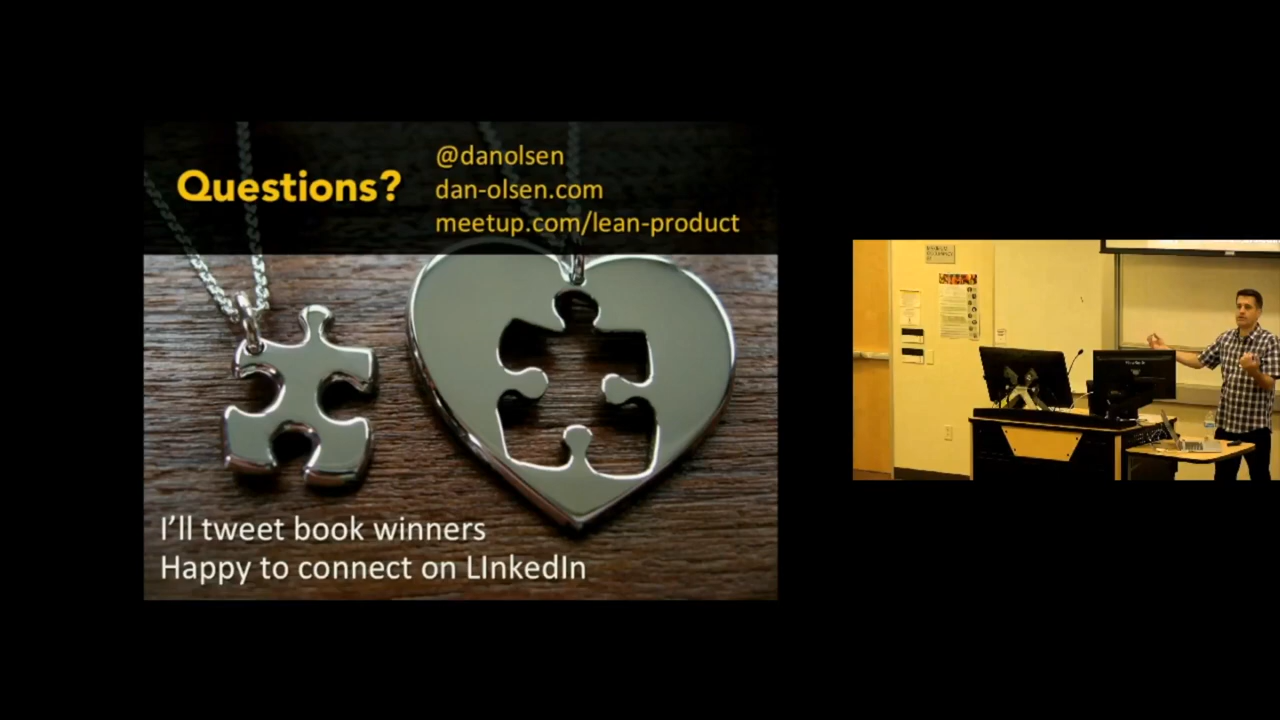 Questions?
@danolsen
dan-olsen.com
meetup.com/lean-product
I'll tweet book winners
Happy to connect on LInkedIn